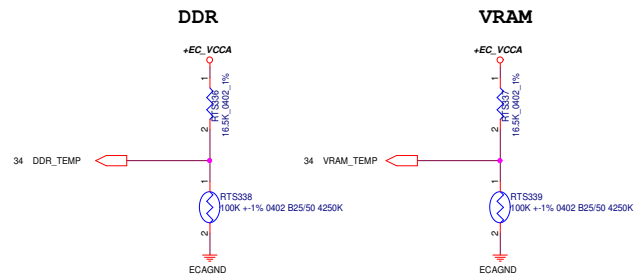 DDR
VRAM
+EC_VCCA
+EC_VCCA
1
RTS336
16.5K_0402_1%
2
1
RTS337
16.5K_0402_1%
2
34 DDR_TEMP
34 VRAM_TEMP
1
RTS338
100K +-1% 0402 B25/50 4250K
2
1
RTS339
100K +-1% 0402 B25/50 4250K
2
ECAGND
ECAGND